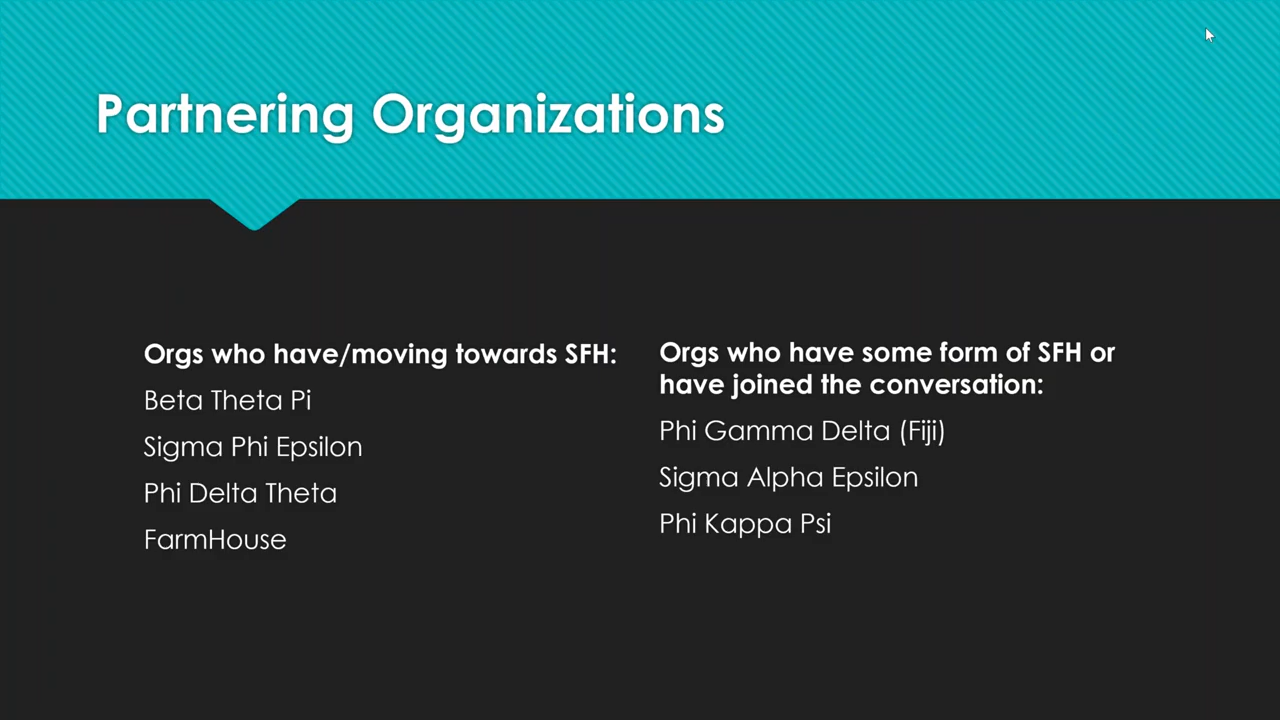 Partnering Organizations
Orgs who have/moving towards SFH:
Beta Theta Pi
Sigma Phi Epsilon
Phi Delta Theta
FarmHouse
Orgs who have some form of SFH or
have joined the conversation:
Phi Gamma Delta (Fiji)
Sigma Alpha Epsilon
Phi Kappa Psi